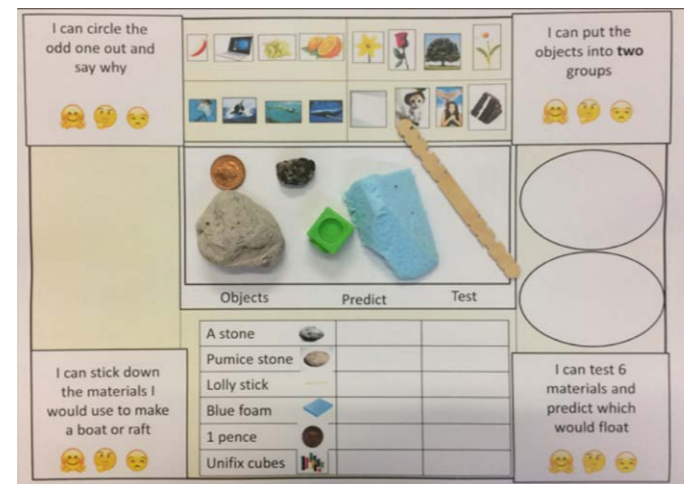 I can circle the
odd one out and
say why
I can put the
objects into two
groups
Objects Predict Test
A stone
Pumice stone
Lolly stick
Blue foam
1 pence
Unifix cubes
I can stick down
the materials I
would use to make
a boat or raft
I can test 6
materials and
predict which
would float